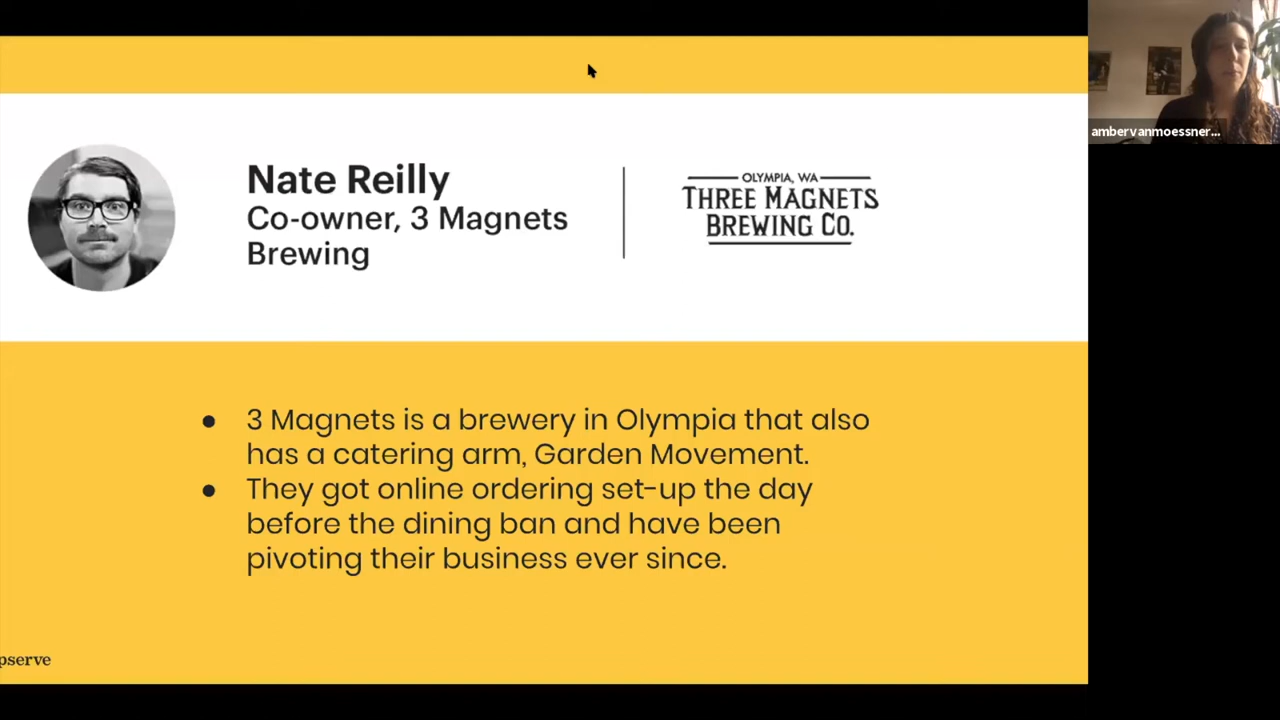 ambervanmoessner...
Nate Reilly
Co-owner, 3 Magnets
Brewing
OLYMPIA, WA
THREE MAGNETS
BREWING CO.
● 3 Magnets is a brewery in Olympia that also
has a catering arm, Garden Movement.
● They got online ordering set-up the day
before the dining ban and have been
pivoting their business ever since.
pserve